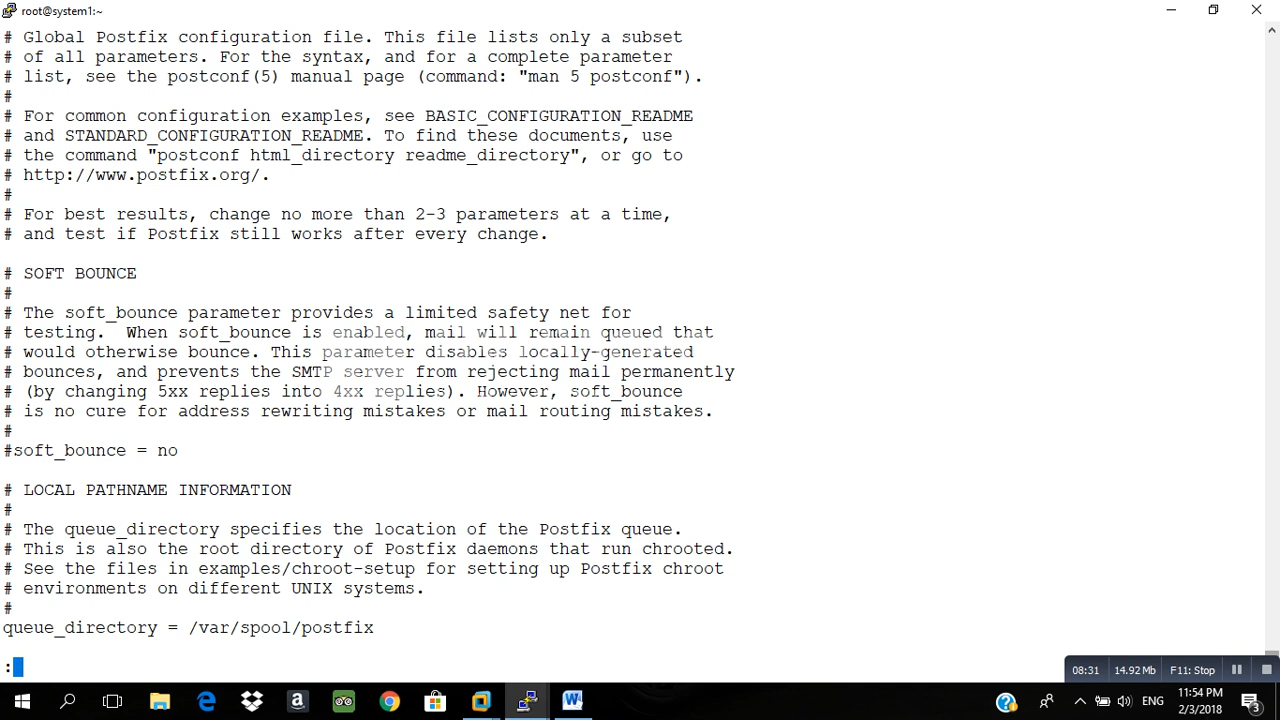 root@system1:~
# Global Postfix configuration file. This file lists only a subset
# of all parameters. For the syntax, and for a complete parameter
# list, see the postconf(5) manual page (command: "man 5 postconf").
#
# For common configuration examples, see BASIC_CONFIGURATION_README
# and STANDARD_CONFIGURATION_README. To find these documents, use
# the command "postconf html_directory readme_directory", or go to
# http://www.postfix.org/.
#
# For best results, change no more than 2-3 parameters at a time,
# and test if Postfix still works after every change.
# SOFT BOUNCE
#
# The soft_bounce parameter provides a limited safety net for
# testing.  When soft_bounce is enabled, mail will remain queued that
# would otherwise bounce. This parameter disables locally-generated
# bounces, and prevents the SMTP server from rejecting mail permanently
# (by changing 5xx replies into 4xx replies). However, soft_bounce
# is no cure for address rewriting mistakes or mail routing mistakes.
#
#soft_bounce = no
# LOCAL PATHNAME INFORMATION
#
# The queue_directory specifies the location of the Postfix queue.
# This is also the root directory of Postfix daemons that run chrooted.
# See the files in examples/chroot-setup for setting up Postfix chroot
# environments on different UNIX systems.
#
queue_directory = /var/spool/postfix
:
08:31 14.92 Mb F11: Stop
ENG
11:54 PM
2/3/2018
3